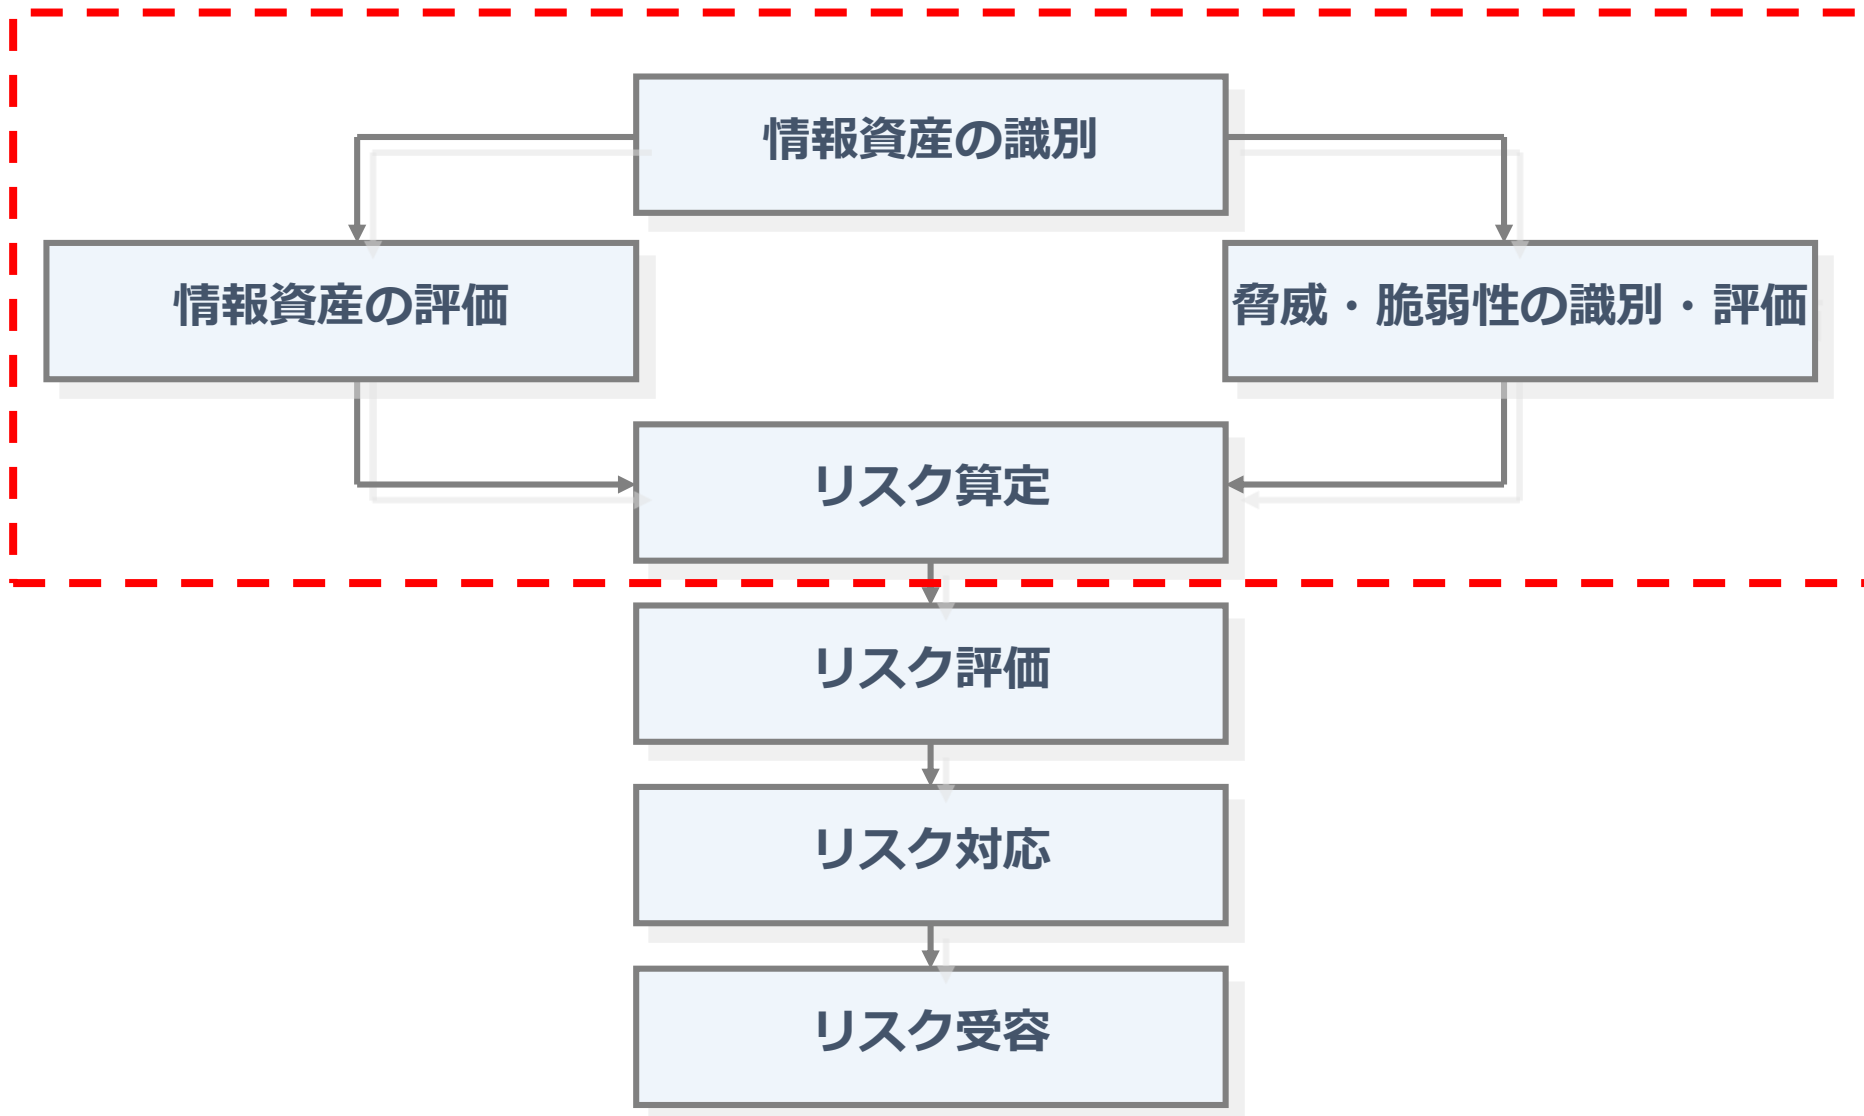 情報資産の識別
情報資産の評価
脅威・脆弱性の識別・評価
リスク算定
リスク評価
リスク対応
リスク受容